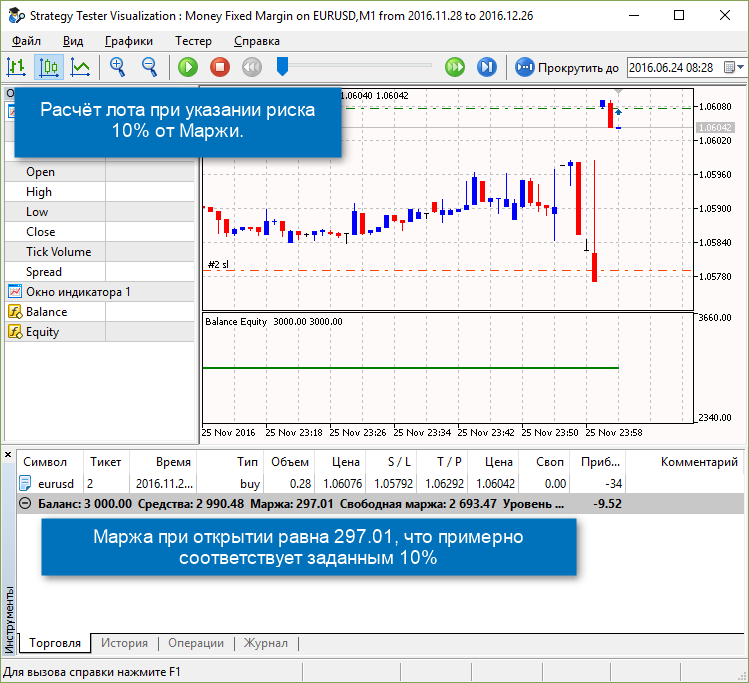 Strategy Tester Visualization : Money Fixed Margin on EURUSD,M1 from 2016.11.28 to 2016.12.26
Файл Вид Графики Тестер Справка
Прокрутить до 2016.06.24 08:28
1.06040 1.06042
Расчёт лота при указании риска
10% от Маржи.
Open
High
Low
Close
Tick Volume
Spread
Окно индикатора 1
Balance
Equity
1.06080
1.06042
1.06020
1.05960
1.05900
1.05840
1.05780
#2 sl
Balance Equity 3000.00 3000.00
3660.00
2340.00
25 Nov 2016 25 Nov 23:18 25 Nov 23:26 25 Nov 23:34 25 Nov 23:42 25 Nov 23:50 25 Nov 23:58
Символ Тикет Время Тип Объем Цена S / L T / P Цена Своп Приб... Комментарий
eurusd 2 2016.11.2... buy 0.28 1.06076 1.05792 1.06292 1.06042 0.00 -34
Баланс: 3 000.00 Средства: 2 990.48 Маржа: 297.01 Свободная маржа: 2 693.47 Уровень ... -9.52
Маржа при открытии равна 297.01, что примерно
соответствует заданным 10%
Инструменты
Торговля История Операции Журнал
Для вызова справки нажмите F1